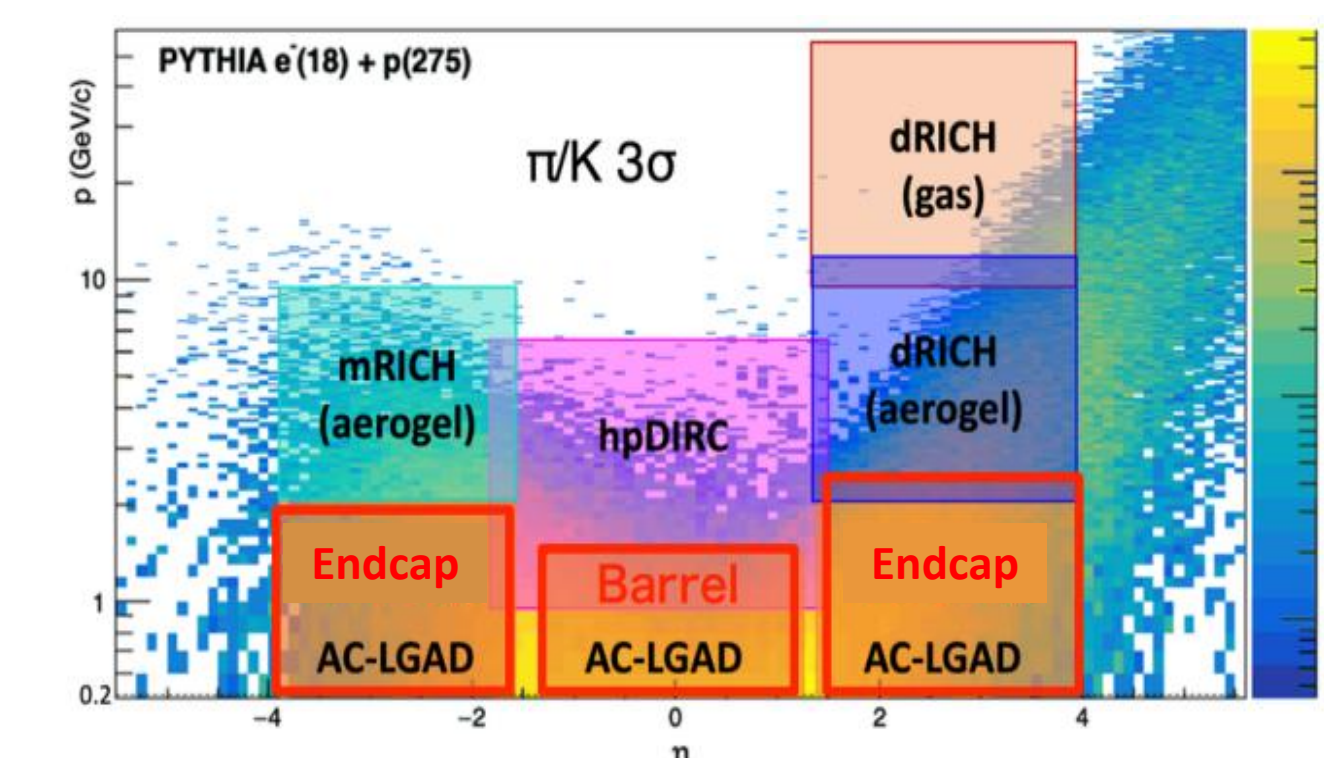 PYTHIA e-(18) + p(275)
p (GeV/c)
π/K 3σ
dRICH
(gas)
10
mRICH
(aerogel)
hpDIRC
dRICH
(aerogel)
Endcap
Barrel
Endcap
1
AC-LGAD
AC-LGAD
AC-LGAD
0.2
−4
−2
0
2
4
η